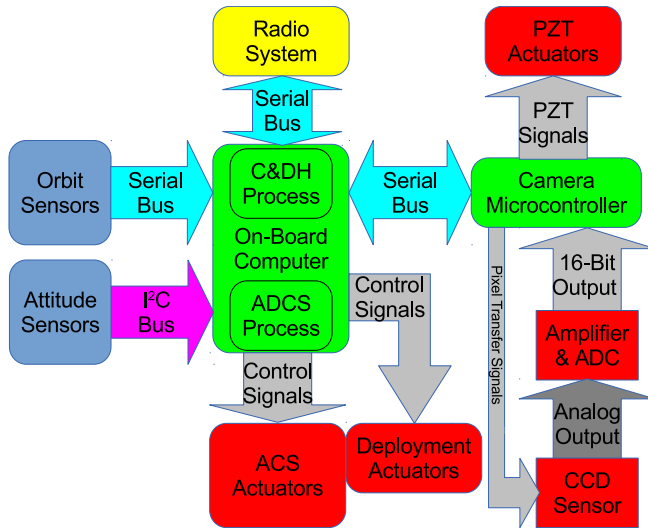 Radio
System
PZT
Actuators
Serial
Bus
PZT
Signals
Orbit
Sensors
Serial
Bus
C&DH
Process
On-Board
Computer
Serial
Bus
Camera
Microcontroller
Attitude
Sensors
I²C
Bus
ADCS
Process
Control
Signals
Pixel Transfer Signals
16-Bit
Output
Amplifier
& ADC
Control
Signals
Analog
Output
ACS
Actuators
Deployment
Actuators
CCD
Sensor